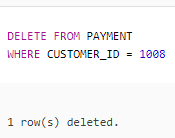 DELETE FROM PAYMENT
WHERE CUSTOMER_ID = 1008
1 row(s) deleted.